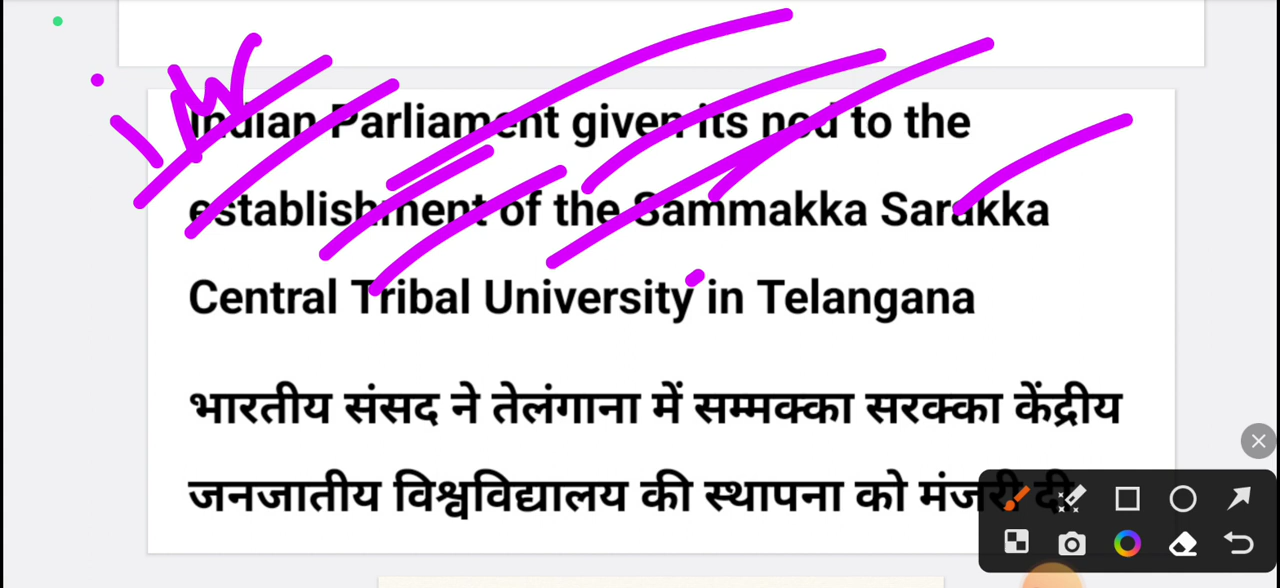 Indian Parliament given its nod to the
establishment of the Sammakka Sarakka
Central Tribal University in Telangana
भारतीय संसद ने तेलंगाना में सम्मक्का सरक्का केंद्रीय
जनजातीय विश्वविद्यालय की स्थापना को मंजरी दी